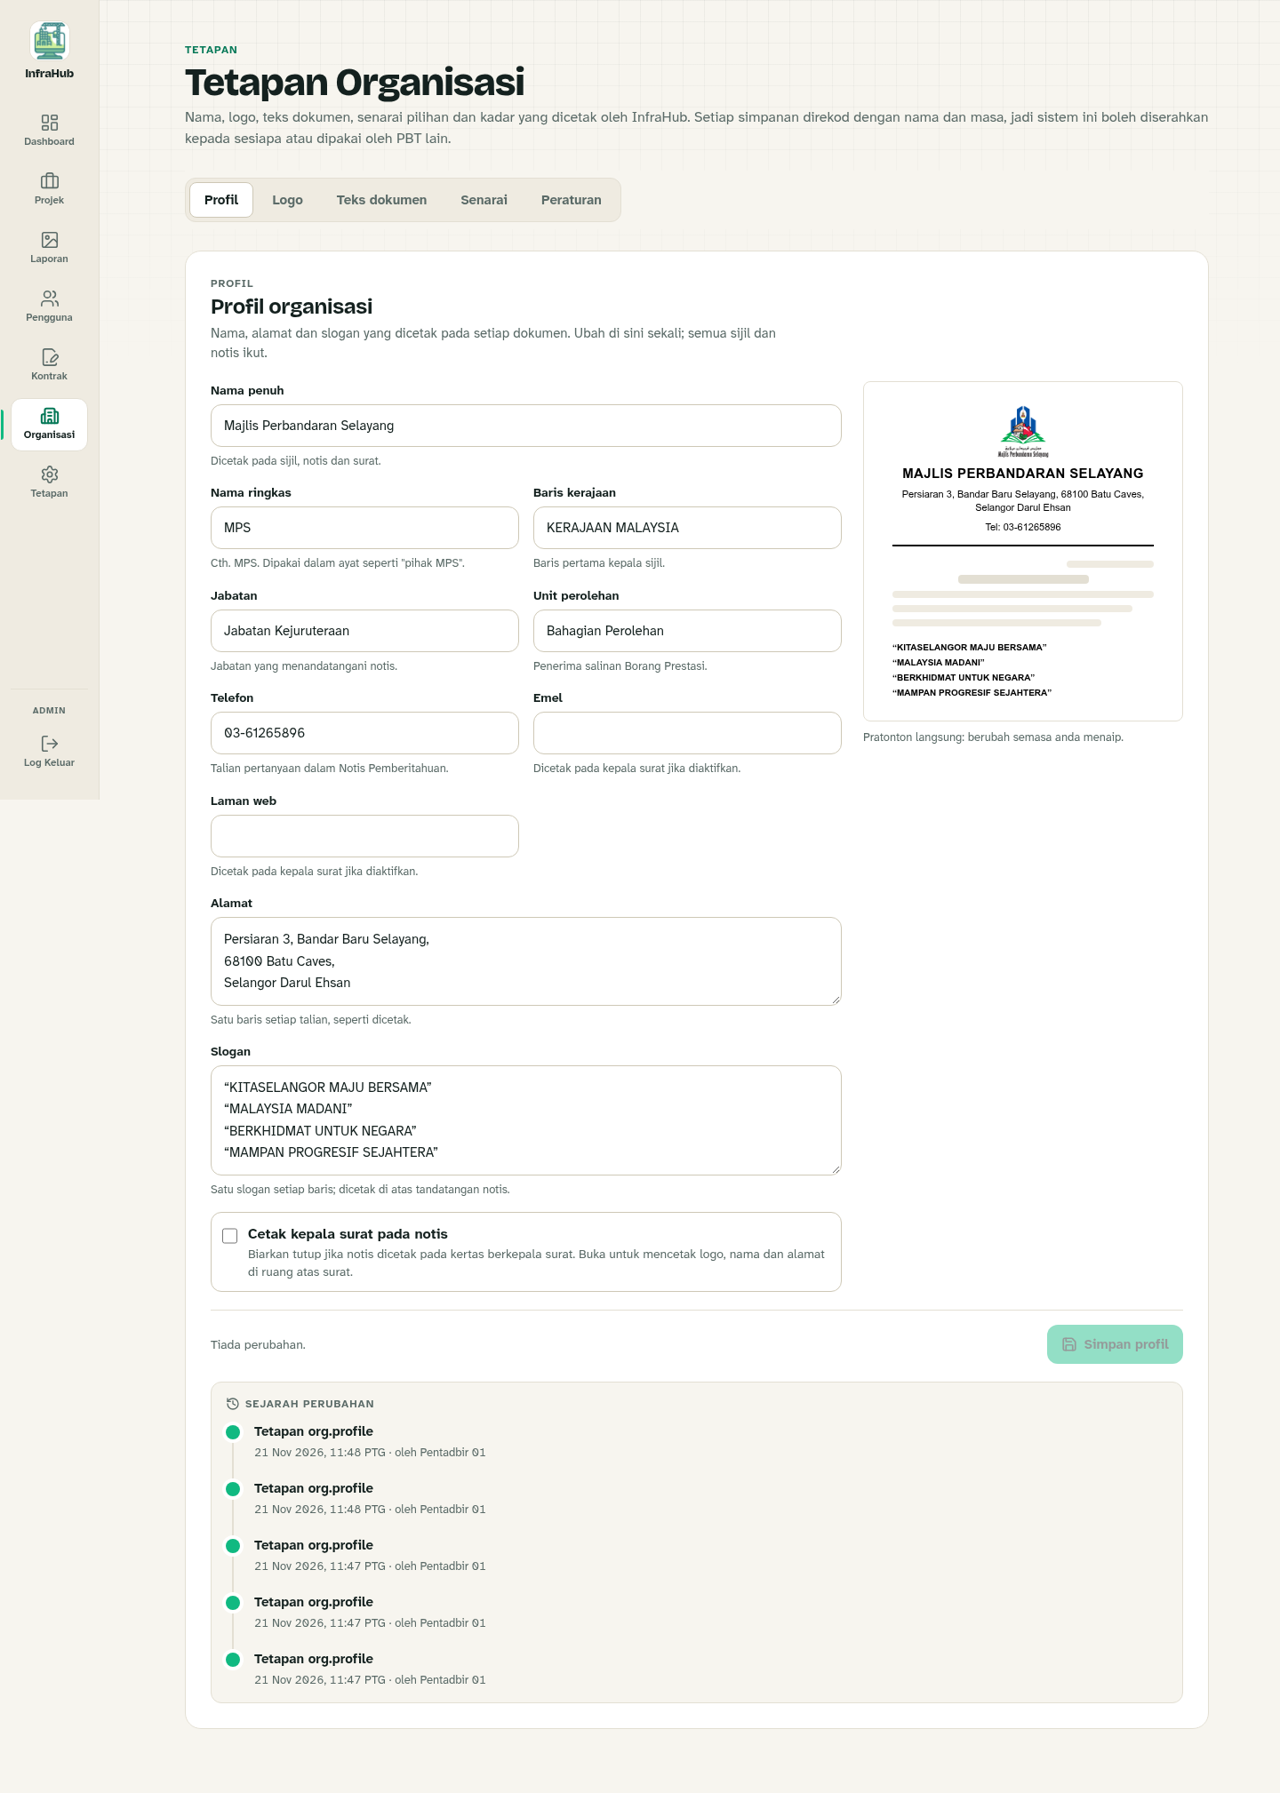 InfraHub
Dashboard
Projek
Laporan
Pengguna
Kontrak
Organisasi
Tetapan
ADMIN
Log Keluar
TETAPAN
Tetapan Organisasi
Nama, logo, teks dokumen, senarai pilihan dan kadar yang dicetak oleh InfraHub. Setiap simpanan direkod dengan nama dan masa, jadi sistem ini boleh diserahkan
kepada sesiapa atau dipakai oleh PBT lain.
Profil
Logo
Teks dokumen
Senarai
Peraturan
PROFIL
Profil organisasi
Nama, alamat dan slogan yang dicetak pada setiap dokumen. Ubah di sini sekali; semua sijil dan
notis ikut.
Nama penuh
Majlis Perbandaran Selayang
Dicetak pada sijil, notis dan surat.
Nama ringkas
MPS
Cth. MPS. Dipakai dalam ayat seperti "pihak MPS".
Baris kerajaan
KERAJAAN MALAYSIA
Baris pertama kepala sijil.
Jabatan
Jabatan Kejuruteraan
Jabatan yang menandatangani notis.
Unit perolehan
Bahagian Perolehan
Penerima salinan Borang Prestasi.
Telefon
03-61265896
Talian pertanyaan dalam Notis Pemberitahuan.
Emel
Dicetak pada kepala surat jika diaktifkan.
Laman web
Dicetak pada kepala surat jika diaktifkan.
Alamat
Persiaran 3, Bandar Baru Selayang,
68100 Batu Caves,
Selangor Darul Ehsan
Satu baris setiap talian, seperti dicetak.
Slogan
“KITASELANGOR MAJU BERSAMA”
“MALAYSIA MADANI”
“BERKHIDMAT UNTUK NEGARA”
“MAMPAN PROGRESIF SEJAHTERA”
Satu slogan setiap baris; dicetak di atas tandatangan notis.
Cetak kepala surat pada notis
Biarkan tutup jika notis dicetak pada kertas berkepala surat. Buka untuk mencetak logo, nama dan alamat
di ruang atas surat.
Majlis Perbandaran Selayang
MAJLIS PERBANDARAN SELAYANG
Persiaran 3, Bandar Baru Selayang, 68100 Batu Caves,
Selangor Darul Ehsan
Tel: 03-61265896
“KITASELANGOR MAJU BERSAMA”
“MALAYSIA MADANI”
“BERKHIDMAT UNTUK NEGARA”
“MAMPAN PROGRESIF SEJAHTERA”
Pratonton langsung: berubah semasa anda menaip.
Tiada perubahan.
Simpan profil
SEJARAH PERUBAHAN
Tetapan org.profile
21 Nov 2026, 11:48 PTG · oleh Pentadbir 01
Tetapan org.profile
21 Nov 2026, 11:48 PTG · oleh Pentadbir 01
Tetapan org.profile
21 Nov 2026, 11:47 PTG · oleh Pentadbir 01
Tetapan org.profile
21 Nov 2026, 11:47 PTG · oleh Pentadbir 01
Tetapan org.profile
21 Nov 2026, 11:47 PTG · oleh Pentadbir 01